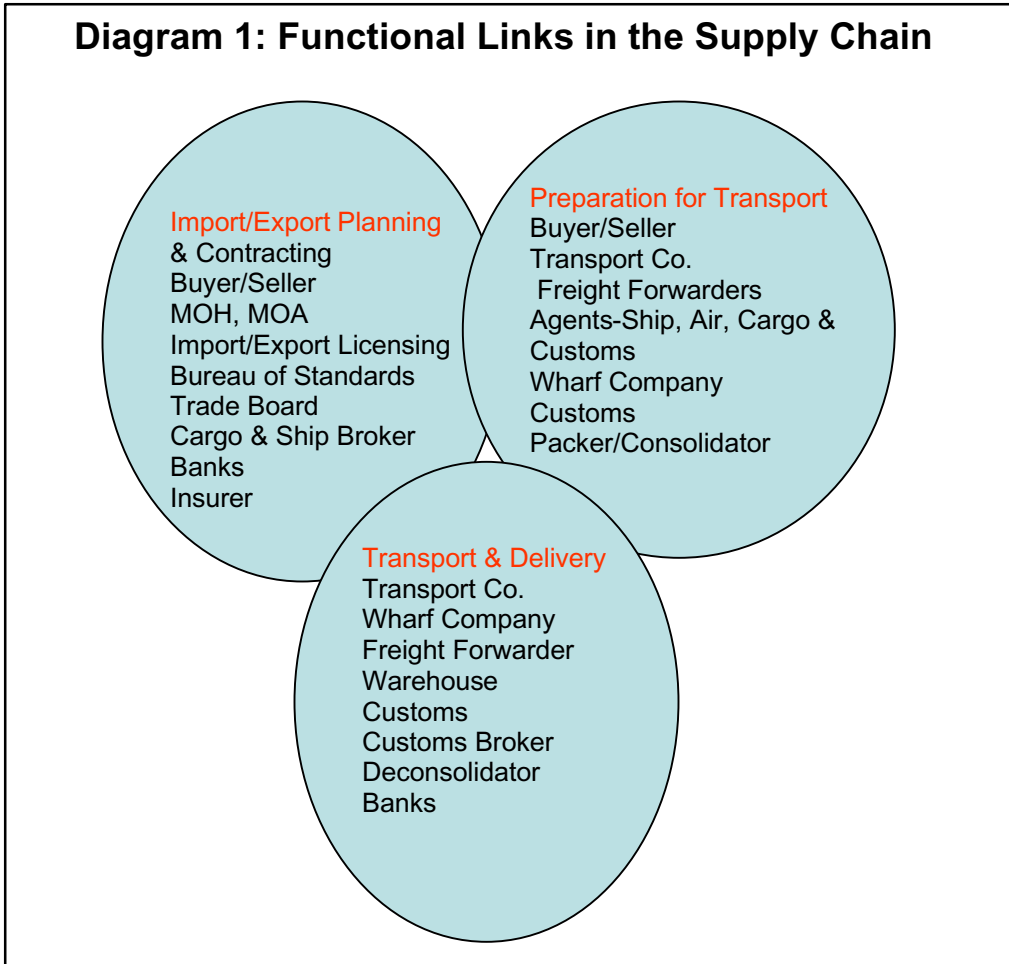 Diagram 1: Functional Links in the Supply Chain
Import/Export Planning
& Contracting
Buyer/Seller
MOH, MOA
Import/Export Licensing
Bureau of Standards
Trade Board
Cargo & Ship Broker
Banks
Insurer
Preparation for Transport
Buyer/Seller
Transport Co.
Freight Forwarders
Agents-Ship, Air, Cargo &
Customs
Wharf Company
Customs
Packer/Consolidator
Transport & Delivery
Transport Co.
Wharf Company
Freight Forwarder
Warehouse
Customs
Customs Broker
Deconsolidator
Banks